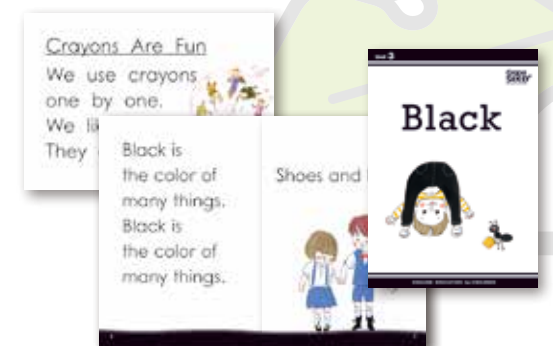 Crayons Are Fun
We use crayons
one by one.
We
They
Black is
the color of
many things.
Black is
the color of
many things.
Shoes and
Black